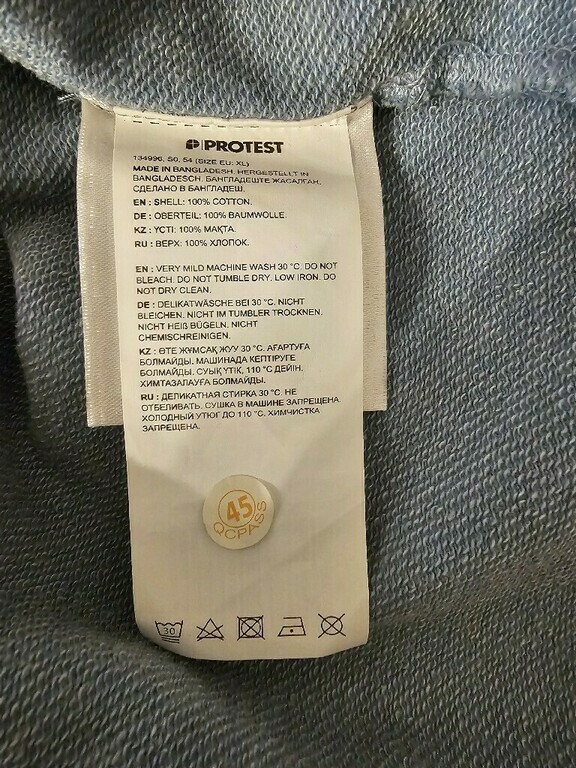 PROTEST
134996, S0, 54 (SIZE EU: XL)
MADE IN BANGLADESH. HERGESTELLT IN
BANGLADESCH. БАНГЛАДЕШТЕ ЖАСАЛҒАН.
СДЕЛАНО В БАНГЛАДЕШ.
EN : SHELL: 100% COTTON.
DE : OBERTEIL: 100% BAUMWOLLE.
KZ : ҮСТІ: 100% МАҚТА.
RU : ВЕРХ: 100% ХЛОПОК.
EN : VERY MILD MACHINE WASH 30 °C. DO NOT
BLEACH. DO NOT TUMBLE DRY. LOW IRON. DO
NOT DRY CLEAN.
DE : DELIKATWÄSCHE BEI 30 °C. NICHT
BLEICHEN. NICHT IM TUMBLER TROCKNEN.
NICHT HEIß BÜGELN. NICHT
CHEMISCHREINIGEN.
KZ : ӨТЕ ЖҰМСАҚ ЖУУ 30 °C. АҒАРТУҒА
БОЛМАЙДЫ. МАШИНАДА КЕПТІРУГЕ
БОЛМАЙДЫ. СУЫҚ ҮТІК, 110 °C ДЕЙІН.
ХИМТАЗАЛАУҒА БОЛМАЙДЫ.
RU : ДЕЛИКАТНАЯ СТИРКА 30 °C. НЕ
ОТБЕЛИВАТЬ. СУШКА В МАШИНЕ ЗАПРЕЩЕНА.
ХОЛОДНЫЙ УТЮГ ДО 110 °C. ХИМЧИСТКА
ЗАПРЕЩЕНА.
45
QCPASS
30